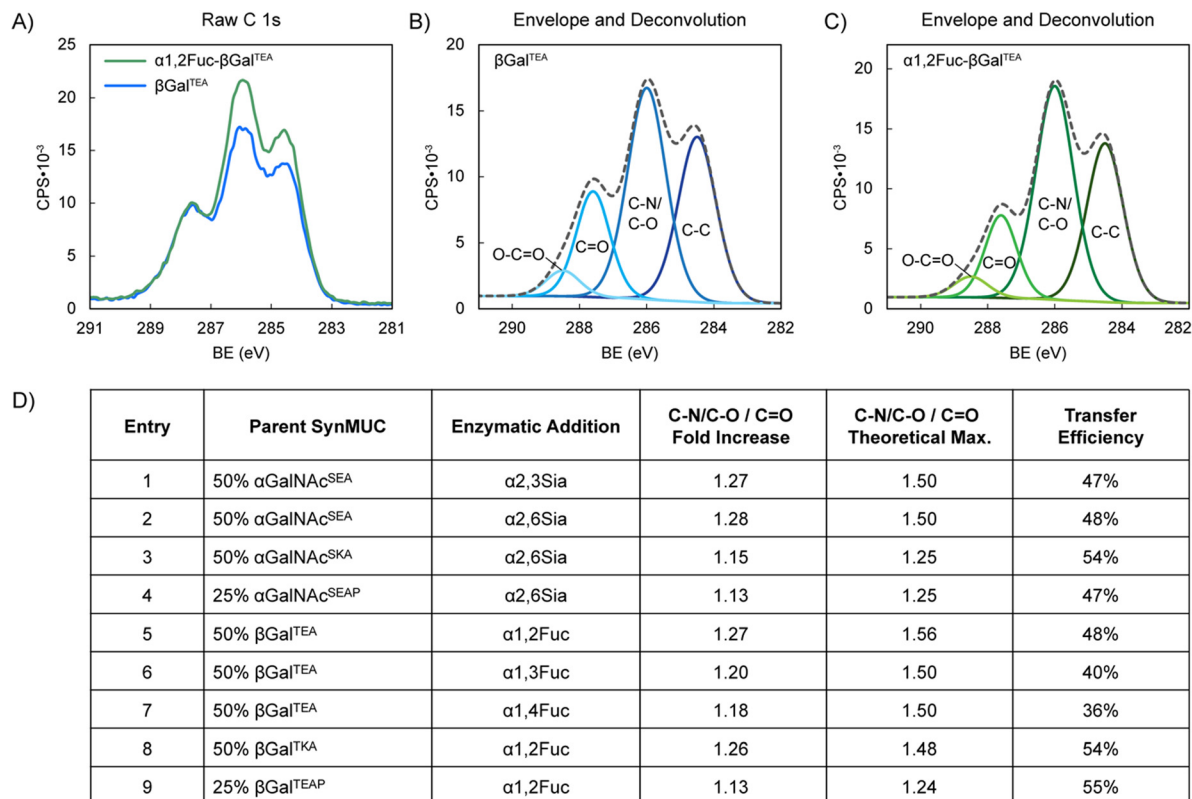 A) Raw C 1s
α1,2Fuc-βGalTEA
βGalTEA
CPS•10-3
25
20
15
10
5
0
291 289 287 285 283 281
BE (eV)
B) Envelope and Deconvolution
βGalTEA
CPS•10-3
20
15
10
5
0
O-C=O
C=O
C-N/
C-O
C-C
290 288 286 284 282
BE (eV)
C) Envelope and Deconvolution
α1,2Fuc-βGalTEA
CPS•10-3
20
15
10
5
0
O-C=O
C=O
C-N/
C-O
C-C
290 288 286 284 282
BE (eV)
D)
Entry Parent SynMUC Enzymatic Addition C-N/C-O / C=O Fold Increase C-N/C-O / C=O Theoretical Max. Transfer Efficiency
1 50% αGalNAcSEA α2,3Sia 1.27 1.50 47%
2 50% αGalNAcSEA α2,6Sia 1.28 1.50 48%
3 50% αGalNAcSKA α2,6Sia 1.15 1.25 54%
4 25% αGalNAcSEAP α2,6Sia 1.13 1.25 47%
5 50% βGalTEA α1,2Fuc 1.27 1.56 48%
6 50% βGalTEA α1,3Fuc 1.20 1.50 40%
7 50% βGalTEA α1,4Fuc 1.18 1.50 36%
8 50% βGalTKA α1,2Fuc 1.26 1.48 54%
9 25% βGalTEAP α1,2Fuc 1.13 1.24 55%